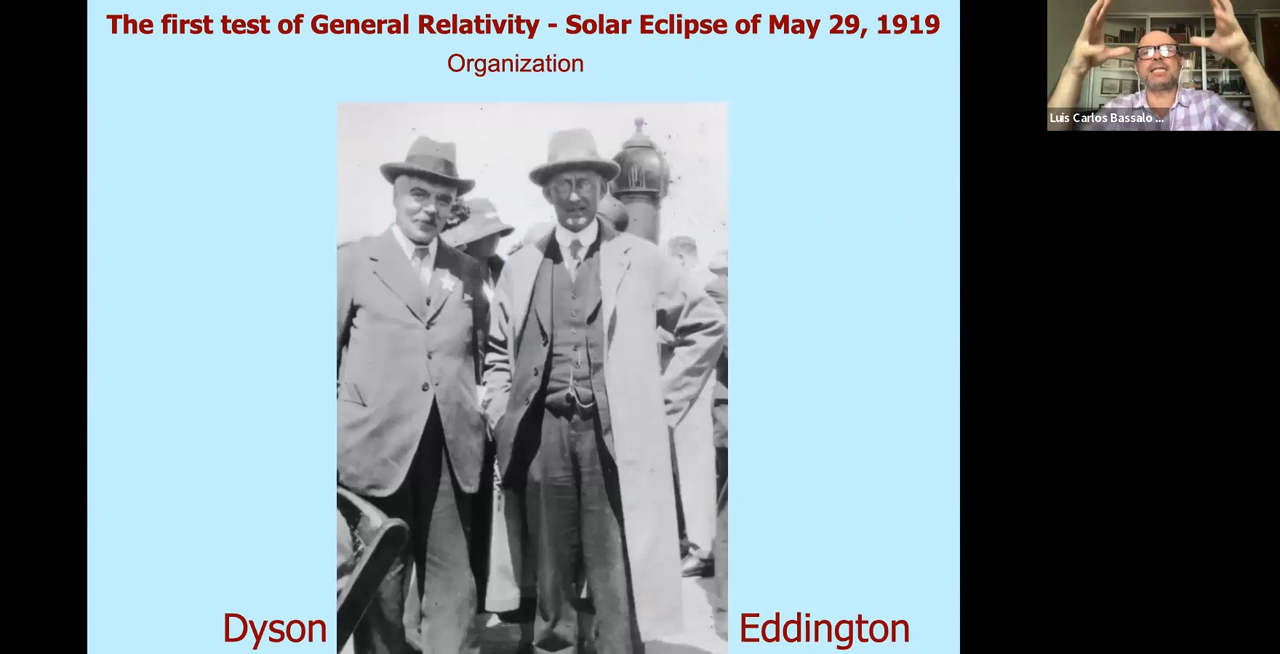 The first test of General Relativity - Solar Eclipse of May 29, 1919
Organization
Luis Carlos Bassalo ...
Dyson
Eddington